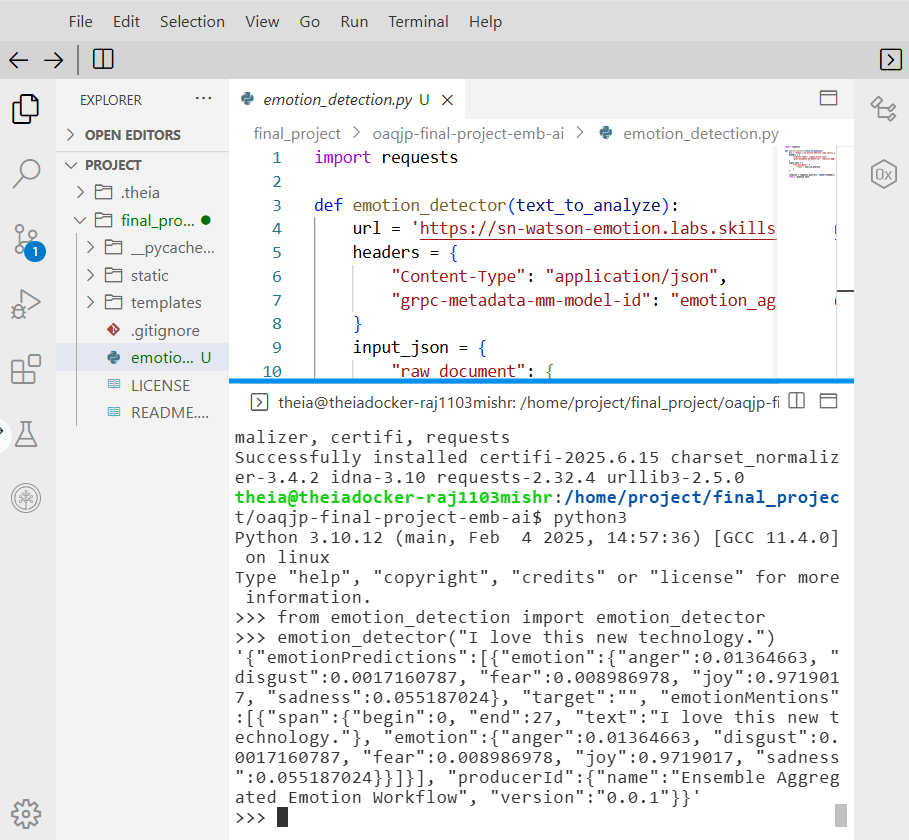 File Edit Selection View Go Run Terminal Help
EXPLORER ...
OPEN EDITORS
PROJECT
.theia
final_pro...
__pycache...
static
templates
.gitignore
emotio... U
LICENSE
README....
1
0x
emotion_detection.py U
final_project > oaqjp-final-project-emb-ai > emotion_detection.py
1 import requests
2
3 def emotion_detector(text_to_analyze):
4 url = 'https://sn-watson-emotion.labs.skills
5 headers = {
6 "Content-Type": "application/json",
7 "grpc-metadata-mm-model-id": "emotion_ag
8 }
9 input_json = {
10 "raw_document": {
theia@theiadocker-raj1103mishr: /home/project/final_project/oaqjp-fi
malizer, certifi, requests
Successfully installed certifi-2025.6.15 charset_normaliz
er-3.4.2 idna-3.10 requests-2.32.4 urllib3-2.5.0
theia@theiadocker-raj1103mishr:/home/project/final_projec
t/oaqjp-final-project-emb-ai$ python3
Python 3.10.12 (main, Feb  4 2025, 14:57:36) [GCC 11.4.0]
on linux
Type "help", "copyright", "credits" or "license" for more
information.
>>> from emotion_detection import emotion_detector
>>> emotion_detector("I love this new technology.")
'{"emotionPredictions":[{"emotion":{"anger":0.01364663, "
disgust":0.0017160787, "fear":0.008986978, "joy":0.971901
7, "sadness":0.055187024}, "target":"", "emotionMentions"
:[{"span":{"begin":0, "end":27, "text":"I love this new t
echnology."}, "emotion":{"anger":0.01364663, "disgust":0.
0017160787, "fear":0.008986978, "joy":0.9719017, "sadness
":0.055187024}}]}], "producerId":{"name":"Ensemble Aggreg
ated Emotion Workflow", "version":"0.0.1"}}'
>>>